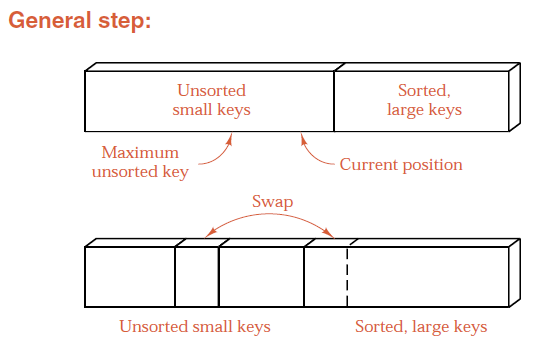 General step:
Unsorted
small keys
Sorted,
large keys
Maximum
unsorted key
Current position
Swap
Unsorted small keys
Sorted, large keys